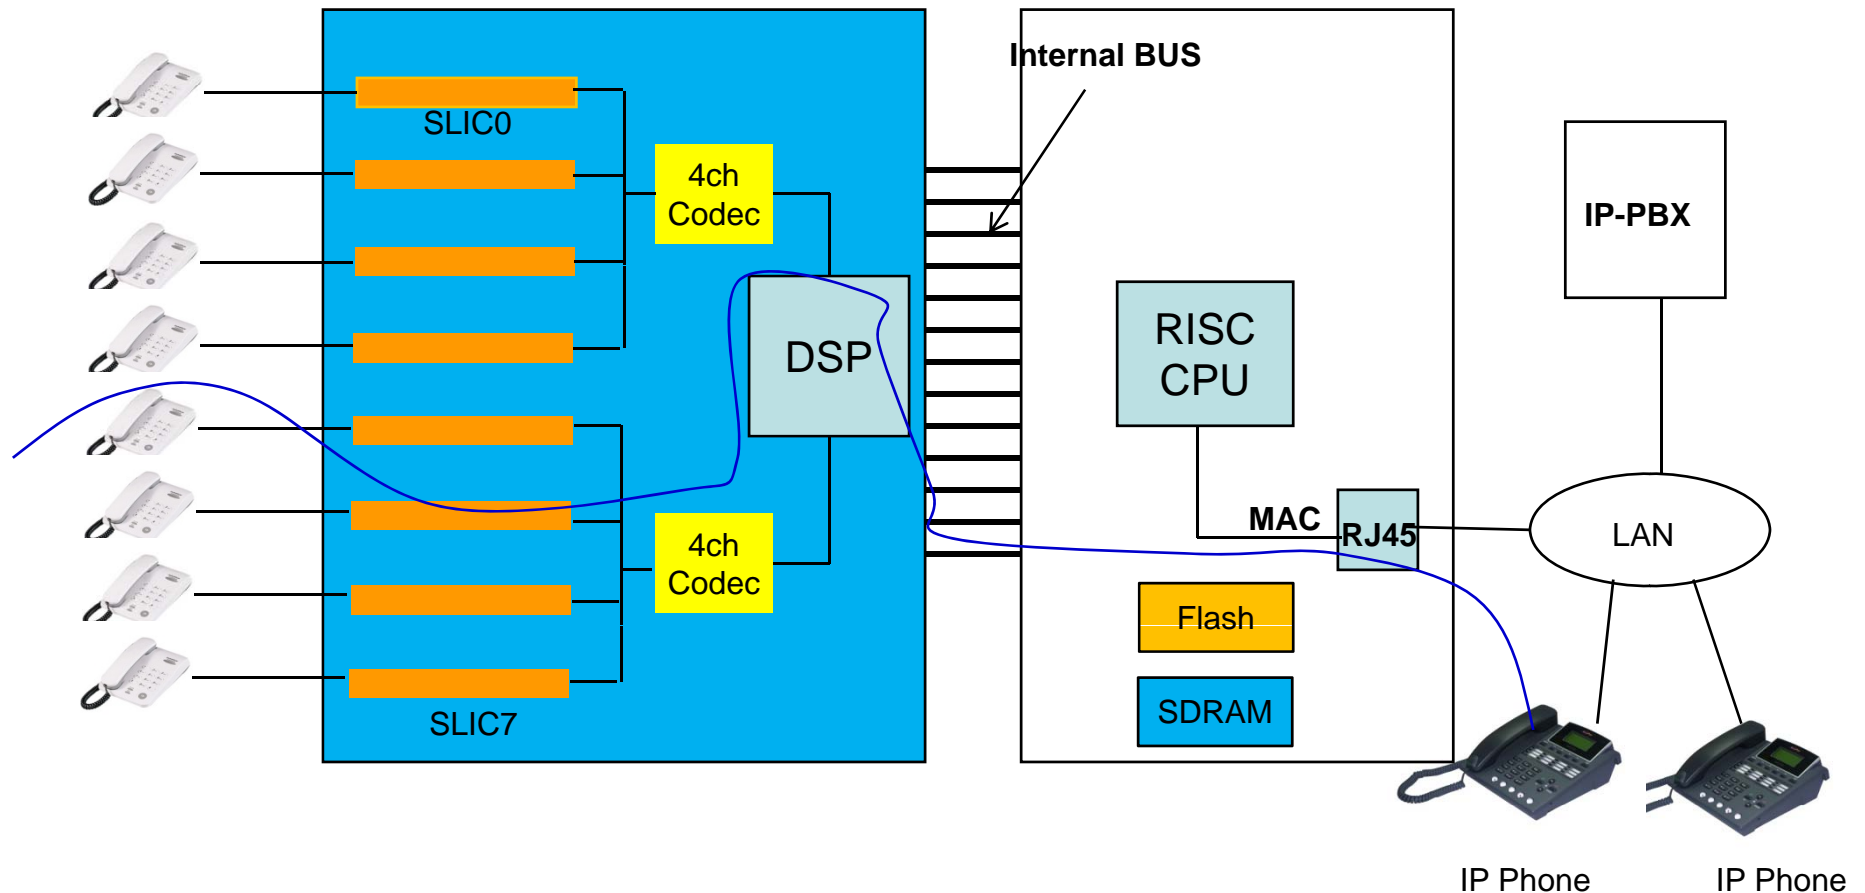 Internal BUS
SLIC0
4ch
Codec
IP-PBX
RISC
CPU
DSP
MAC
RJ45
LAN
4ch
Codec
Flash
SDRAM
SLIC7
IP Phone
IP Phone